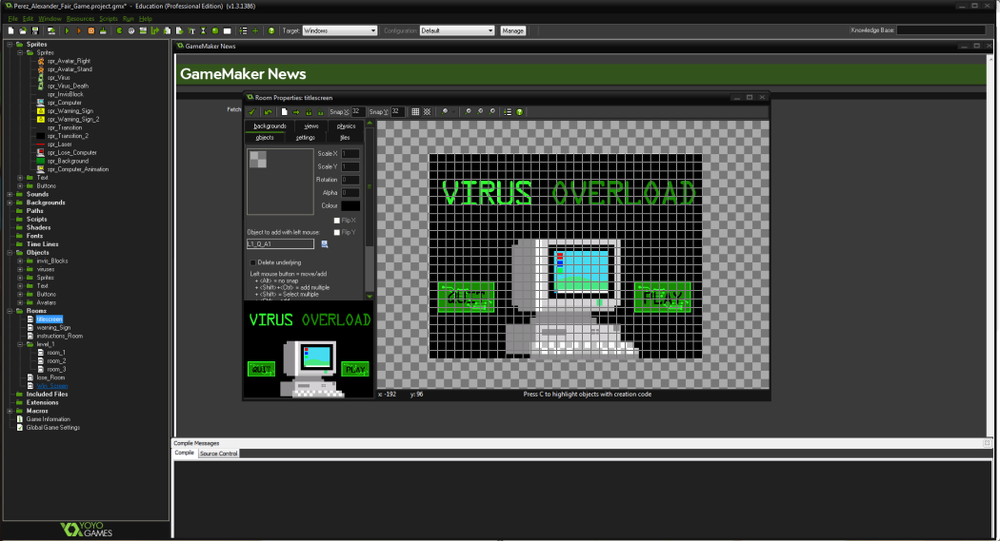 Perez_Alexander_Fair_Game.project.gmx* - Education (Professional Edition) (v1.3.1386)
File Edit Window Resources Scripts Run Help
Target: Windows Configuration: Default Manage Knowledge Base:
Sprites
Sprites
spr_Avatar_Right
spr_Avatar_Stand
spr_Virus
spr_Virus_Death
spr_InvisBlock
spr_Computer
spr_Warning_Sign
spr_Warning_Sign_2
spr_Transition
spr_Transition_2
spr_Laser
spr_Lose_Computer
spr_Background
spr_Computer_Animation
Text
Buttons
Sounds
Backgrounds
Paths
Scripts
Shaders
Fonts
Time Lines
Objects
invis_Blocks
viruses
Sprites
Text
Buttons
Avatars
Rooms
titlescreen
warning_Sign
instructions_Room
level_1
room_1
room_2
room_3
lose_Room
Win_Screen
Included Files
Extensions
Macros
Game Information
Global Game Settings
YOYO
GAMES
GameMaker News
GameMaker News
Fetch
Room Properties: titlescreen
Snap X: 32 Snap Y: 32
backgrounds views physics
objects settings tiles
Scale X 1
Scale Y 1
Rotation 0
Alpha 0
Colour
Flip X
Object to add with left mouse: Flip Y
L1_Q_A1
Delete underlying
Left mouse button = move/add
+ <Alt> = no snap
+ <Shift>+<Ctrl> = add multiple
+ <Shift> = Select multiple
VIRUS OVERLOAD
QUIT PLAY
VIRUS OVERLOAD
QUIT PLAY
x: -192 y: 96 Press C to highlight objects with creation code
Compile Messages
Compile Source Control